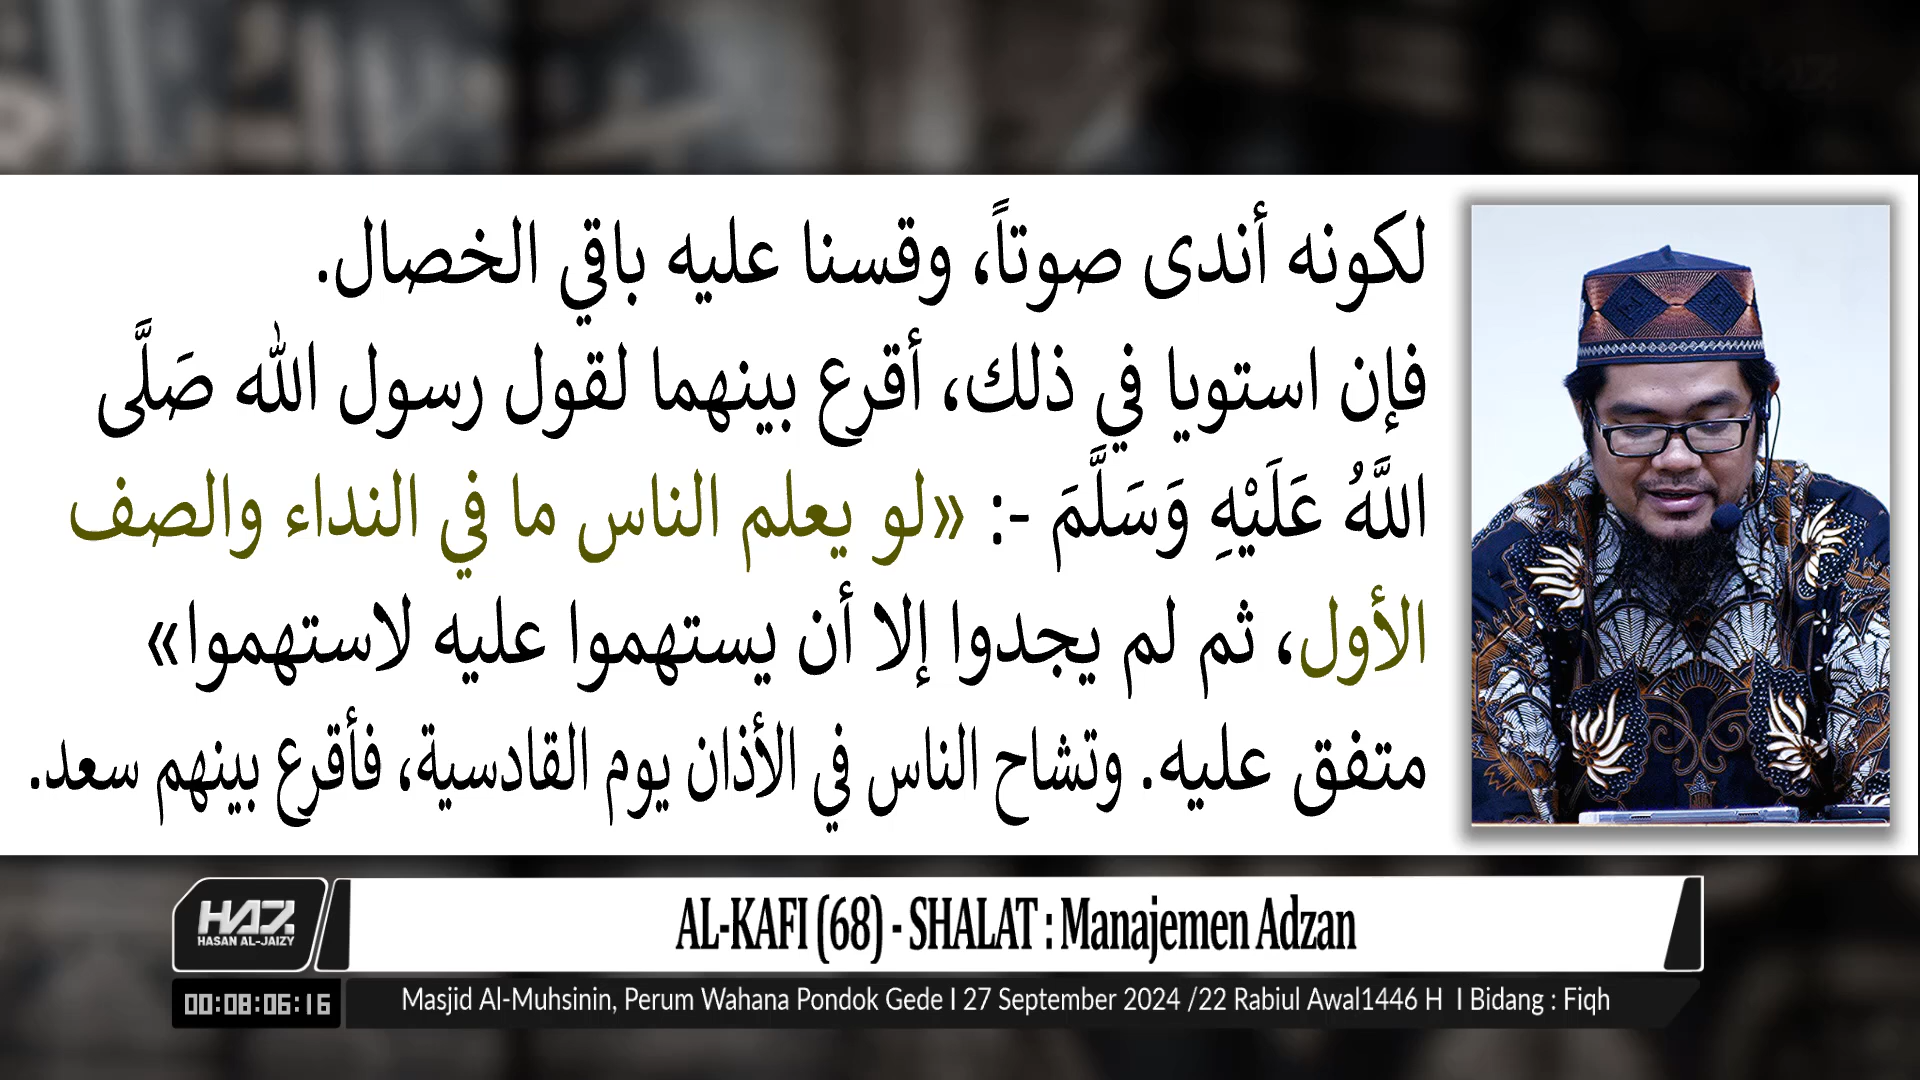 لكونه أندى صوتاً، وقسنا عليه باقي الخصال.
فإن استويا في ذلك، أقرع بينهما لقول رسول الله صَلَّى
اللَّهُ عَلَيْهِ وَسَلَّمَ -: «لو يعلم الناس ما في النداء والصف
الأول، ثم لم يجدوا إلا أن يستهموا عليه لاستهموا»
متفق عليه. وتشاح الناس في الأذان يوم القادسية، فأقرع بينهم سعد.
HAZ.
HASAN AL-JAIZY
AL-KAFI (68) - SHALAT : Manajemen Adzan
00:08:06:16
Masjid Al-Muhsinin, Perum Wahana Pondok Gede I 27 September 2024 /22 Rabiul Awal1446 H I Bidang : Fiqh